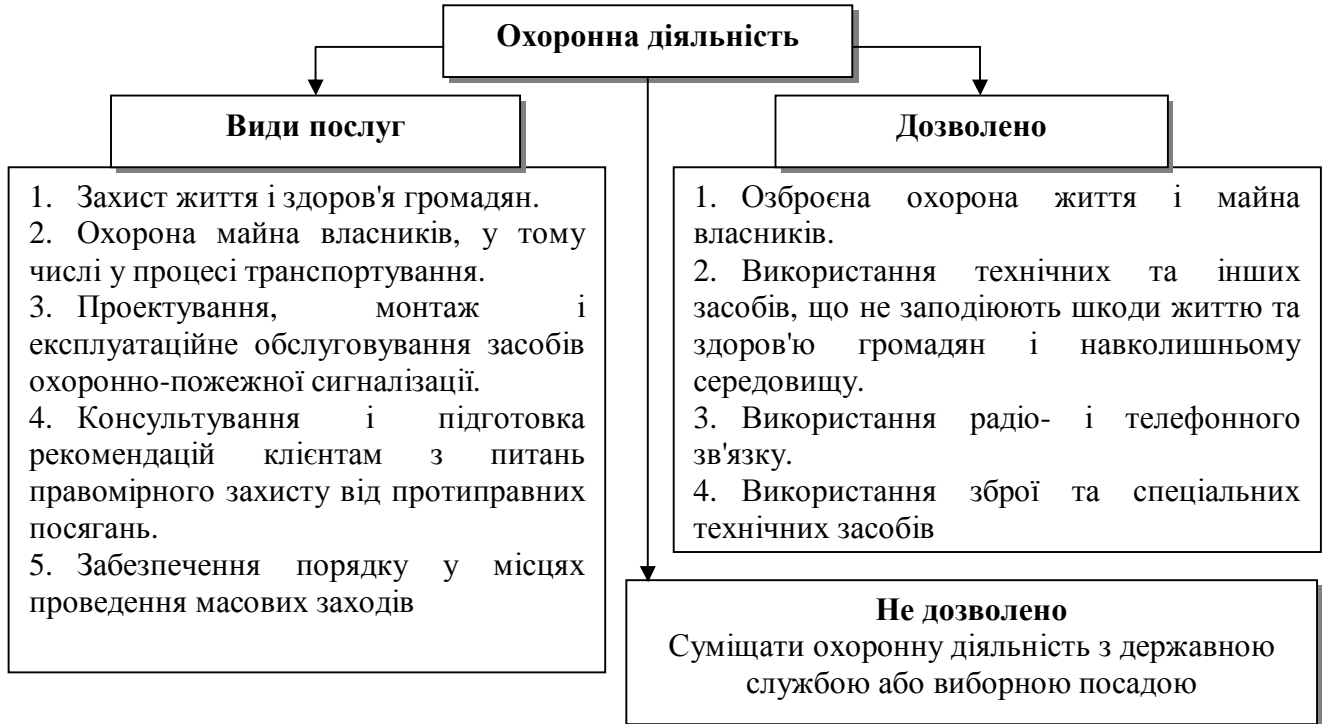 Охоронна діяльність
Види послуг
1. Захист життя і здоров'я громадян.
2. Охорона майна власників, у тому
числі у процесі транспортування.
3. Проектування, монтаж і
експлуатаційне обслуговування засобів
охоронно-пожежної сигналізації.
4. Консультування і підготовка
рекомендацій клієнтам з питань
правомірного захисту від протиправних
посягань.
5. Забезпечення порядку у місцях
проведення масових заходів
Дозволено
1. Озброєна охорона життя і майна
власників.
2. Використання технічних та інших
засобів, що не заподіюють шкоди життю та
здоров'ю громадян і навколишньому
середовищу.
3. Використання радіо- і телефонного
зв'язку.
4. Використання зброї та спеціальних
технічних засобів
Не дозволено
Суміщати охоронну діяльність з державною
службою або виборною посадою